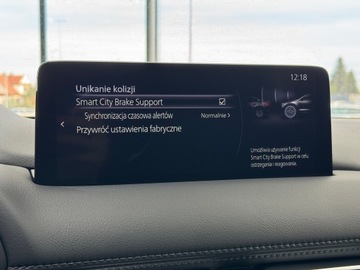 12:18
Unikanie kolizji
Smart City Brake Support
Synchronizacja czasowa alertów Normalnie
Przywróć ustawienia fabryczne
Umożliwia używanie funkcji
Smart City Brake Support w celu
ostrzegania i reagowania.